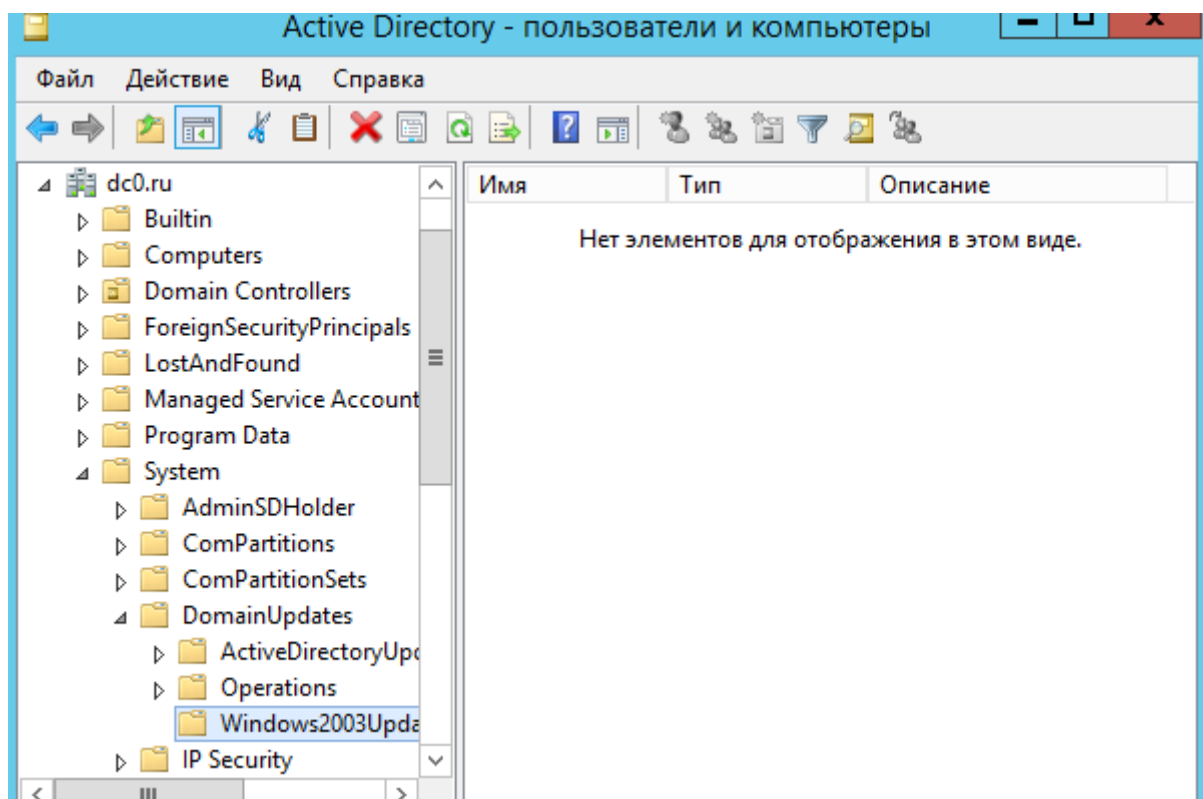 Active Directory - пользователи и компьютеры
Файл Действие Вид Справка
dc0.ru
Builtin
Computers
Domain Controllers
ForeignSecurityPrincipals
LostAndFound
Managed Service Account
Program Data
System
AdminSDHolder
ComPartitions
ComPartitionSets
DomainUpdates
ActiveDirectoryUpd
Operations
Windows2003Upda
IP Security
Имя Тип Описание
Нет элементов для отображения в этом виде.